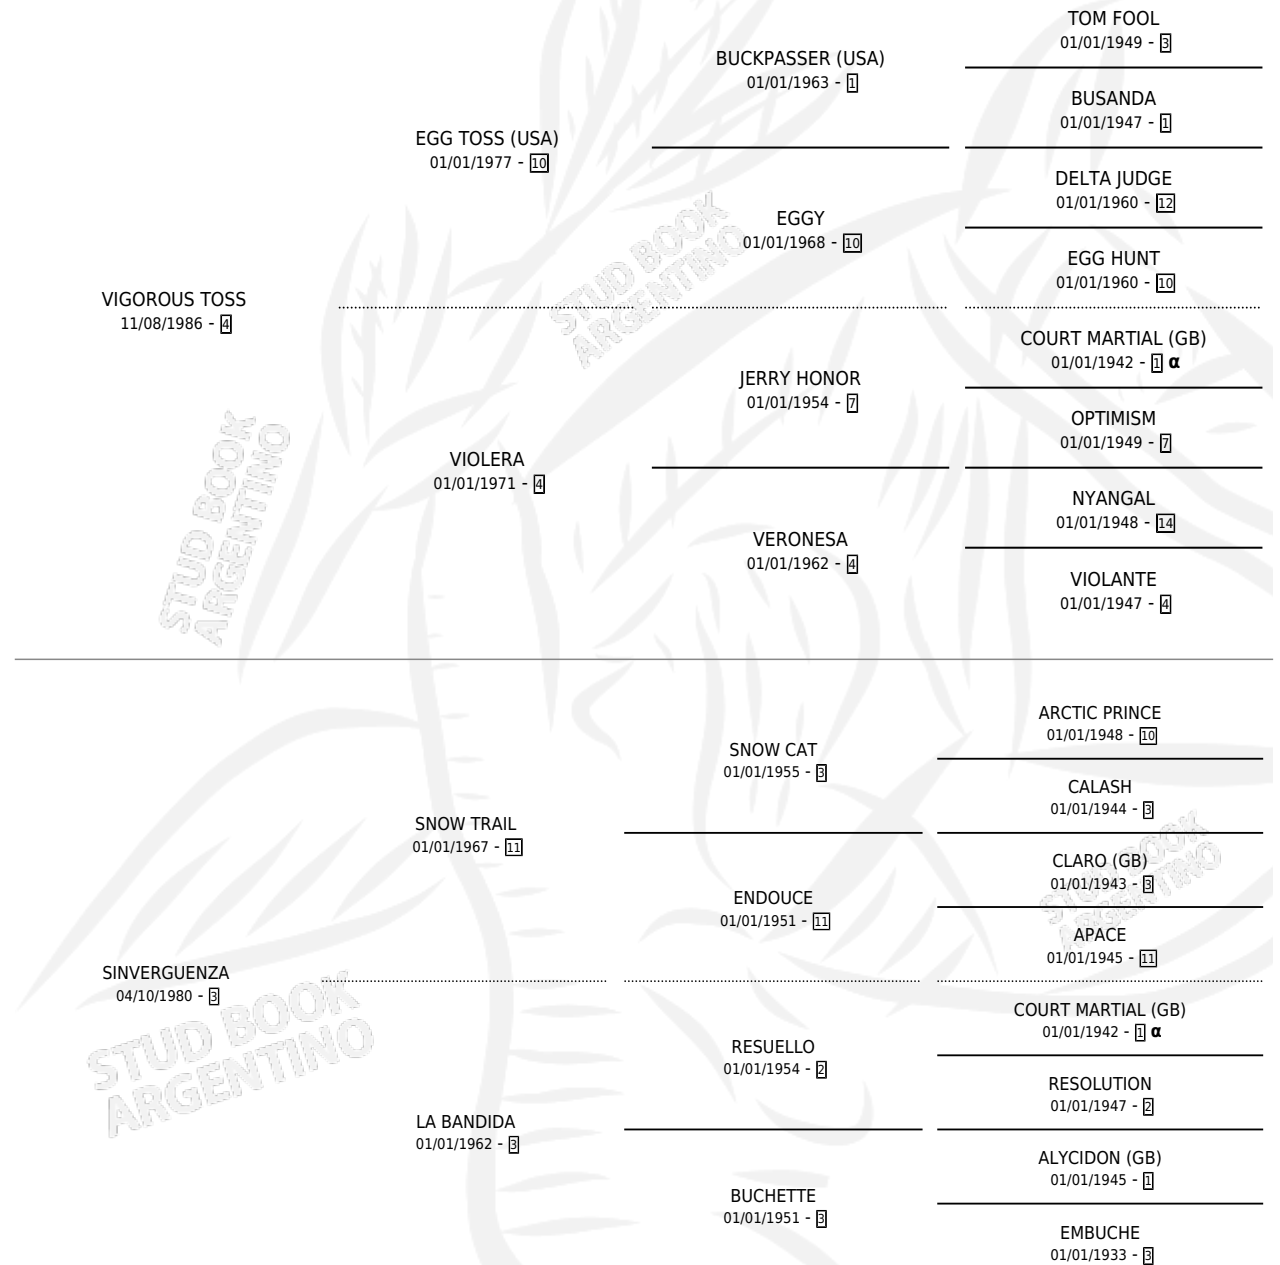 TOM FOOL
01/01/1949 - 3
BUCKPASSER (USA)
01/01/1963 - 1
BUSANDA
01/01/1947 - 1
EGG TOSS (USA)
01/01/1977 - 10
DELTA JUDGE
01/01/1960 - 12
EGGY
01/01/1968 - 10
EGG HUNT
01/01/1960 - 10
STUD BOOK
ARGENTINO
VIGOROUS TOSS
11/08/1986 - 4
COURT MARTIAL (GB)
01/01/1942 - 1 α
JERRY HONOR
01/01/1954 - 7
OPTIMISM
01/01/1949 - 7
VIOLERA
01/01/1971 - 4
NYANGAL
01/01/1948 - 14
VERONESA
01/01/1962 - 4
VIOLANTE
01/01/1947 - 4
STUD BOOK
ARGENTINO
ARCTIC PRINCE
01/01/1948 - 10
SNOW CAT
01/01/1955 - 3
CALASH
01/01/1944 - 3
SNOW TRAIL
01/01/1967 - 11
CLARO (GB)
01/01/1943 - 3
ENDOUCE
01/01/1951 - 11
APACE
01/01/1945 - 11
STUD BOOK
ARGENTINO
SINVERGUENZA
04/10/1980 - 3
COURT MARTIAL (GB)
01/01/1942 - 1 α
RESUELLO
01/01/1954 - 2
RESOLUTION
01/01/1947 - 2
STUD BOOK
ARGENTINO
LA BANDIDA
01/01/1962 - 3
ALYCIDON (GB)
01/01/1945 - 1
BUCHETTE
01/01/1951 - 3
EMBUCHE
01/01/1933 - 3